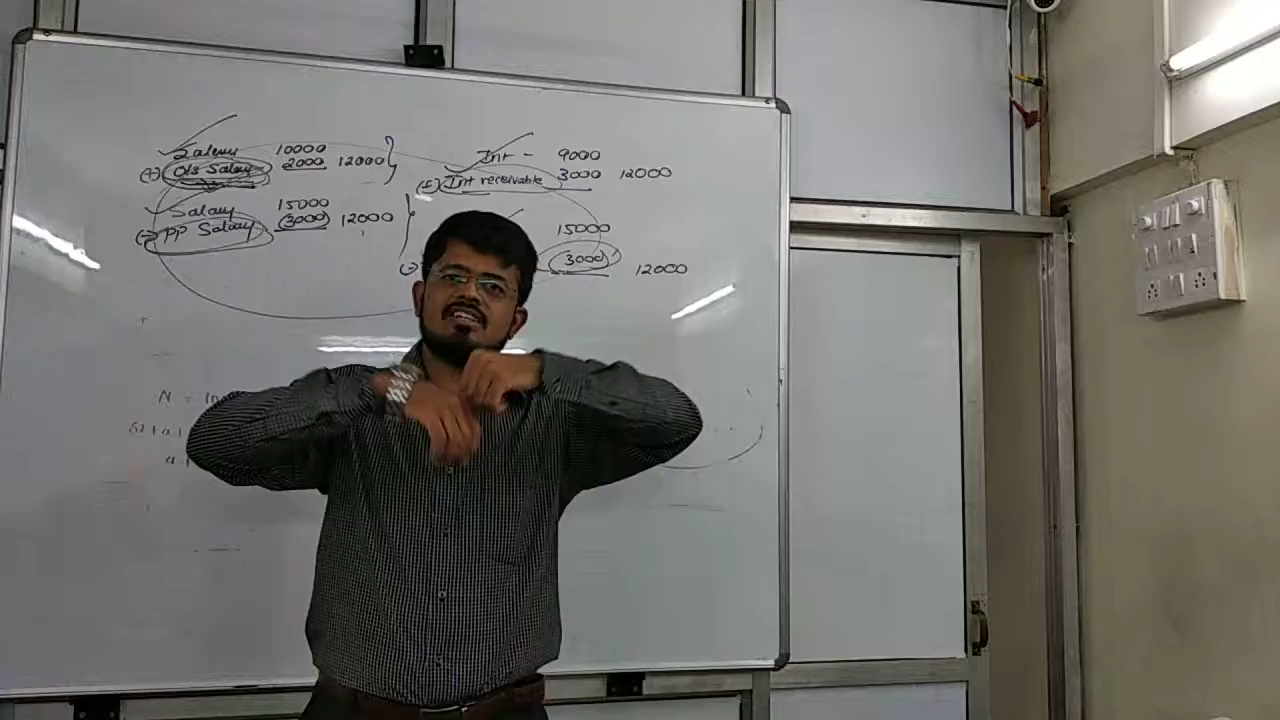 Salary 10000
(+) O/s Salary 2000 12000
Salary 15000
(-) PP Salary (3000) 12000
Int - 9000
(+) Int receivable 3000 12000
15000
(-) (3000) 12000
N =